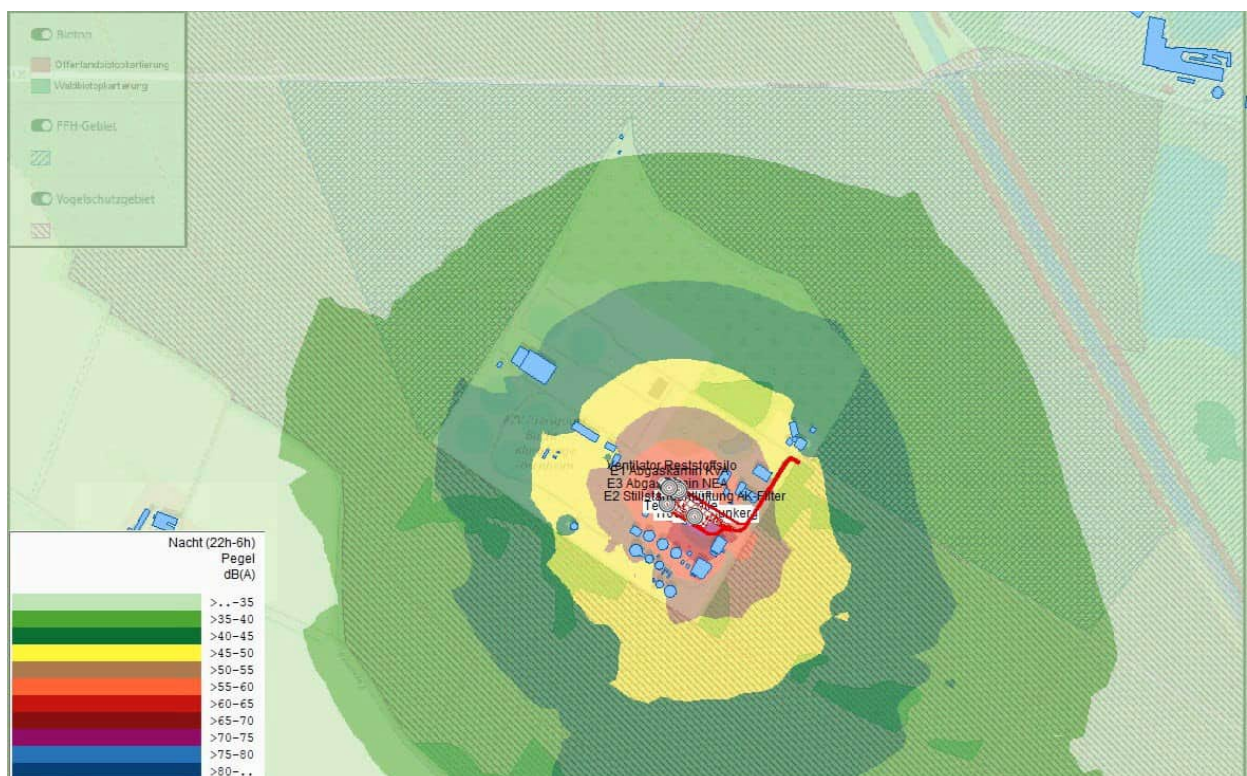 Biotop
Offenlandbiotopkartierung
Waldbiotopkartierung
FFH-Gebiet
Vogelschutzgebiet
Ventilator Reststoffsilo
E1 Abgaskamin KVA
E3 Abgaskamin NEA
E2 Stillstandentlüftung AK-Filter
Nacht (22h-6h)
Pegel
dB(A)
>..-35
>35-40
>40-45
>45-50
>50-55
>55-60
>60-65
>65-70
>70-75
>75-80
>80-..